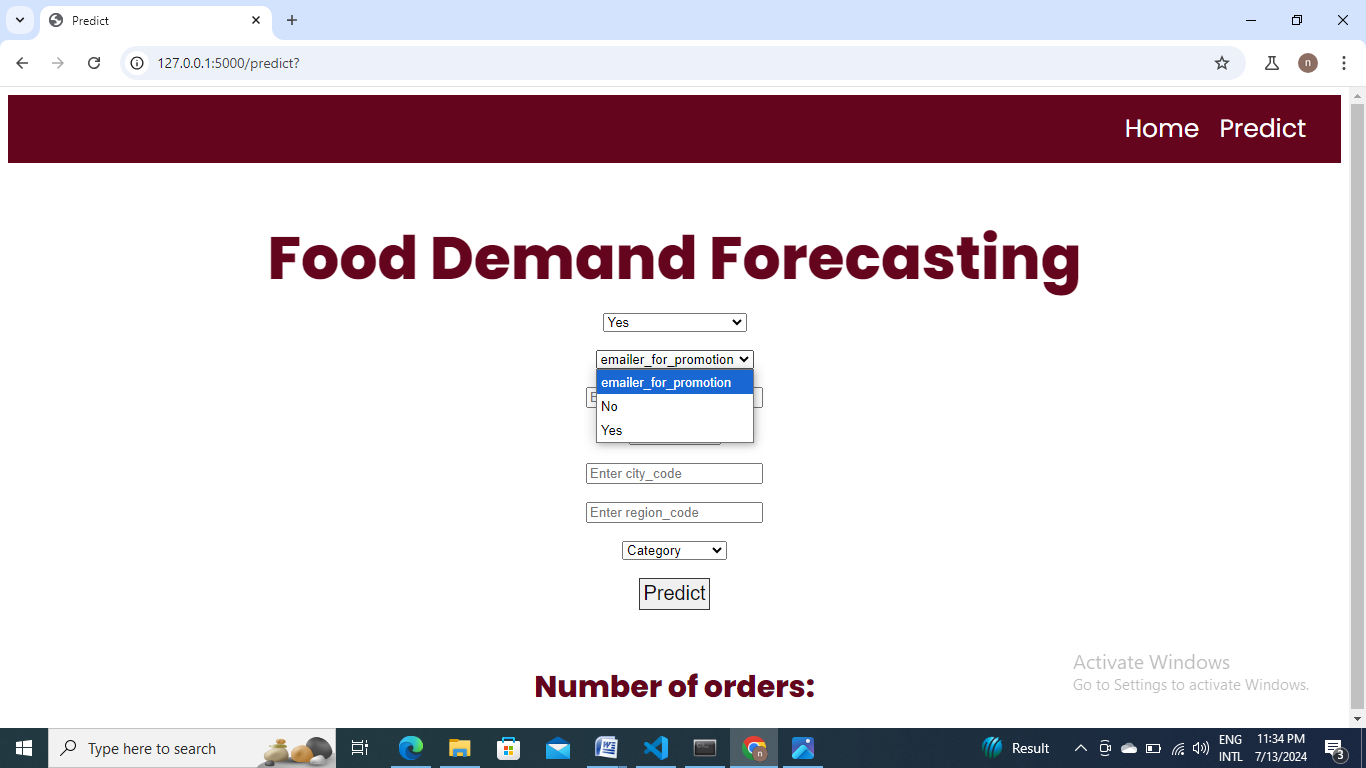 Predict
127.0.0.1:5000/predict?
n
Home Predict
Food Demand Forecasting
Yes
emailer_for_promotion
emailer_for_promotion
No
Yes
Enter city_code
Enter region_code
Category
Predict
Number of orders:
Activate Windows
Go to Settings to activate Windows.
Type here to search
Result
ENG
INTL
11:34 PM
7/13/2024
3